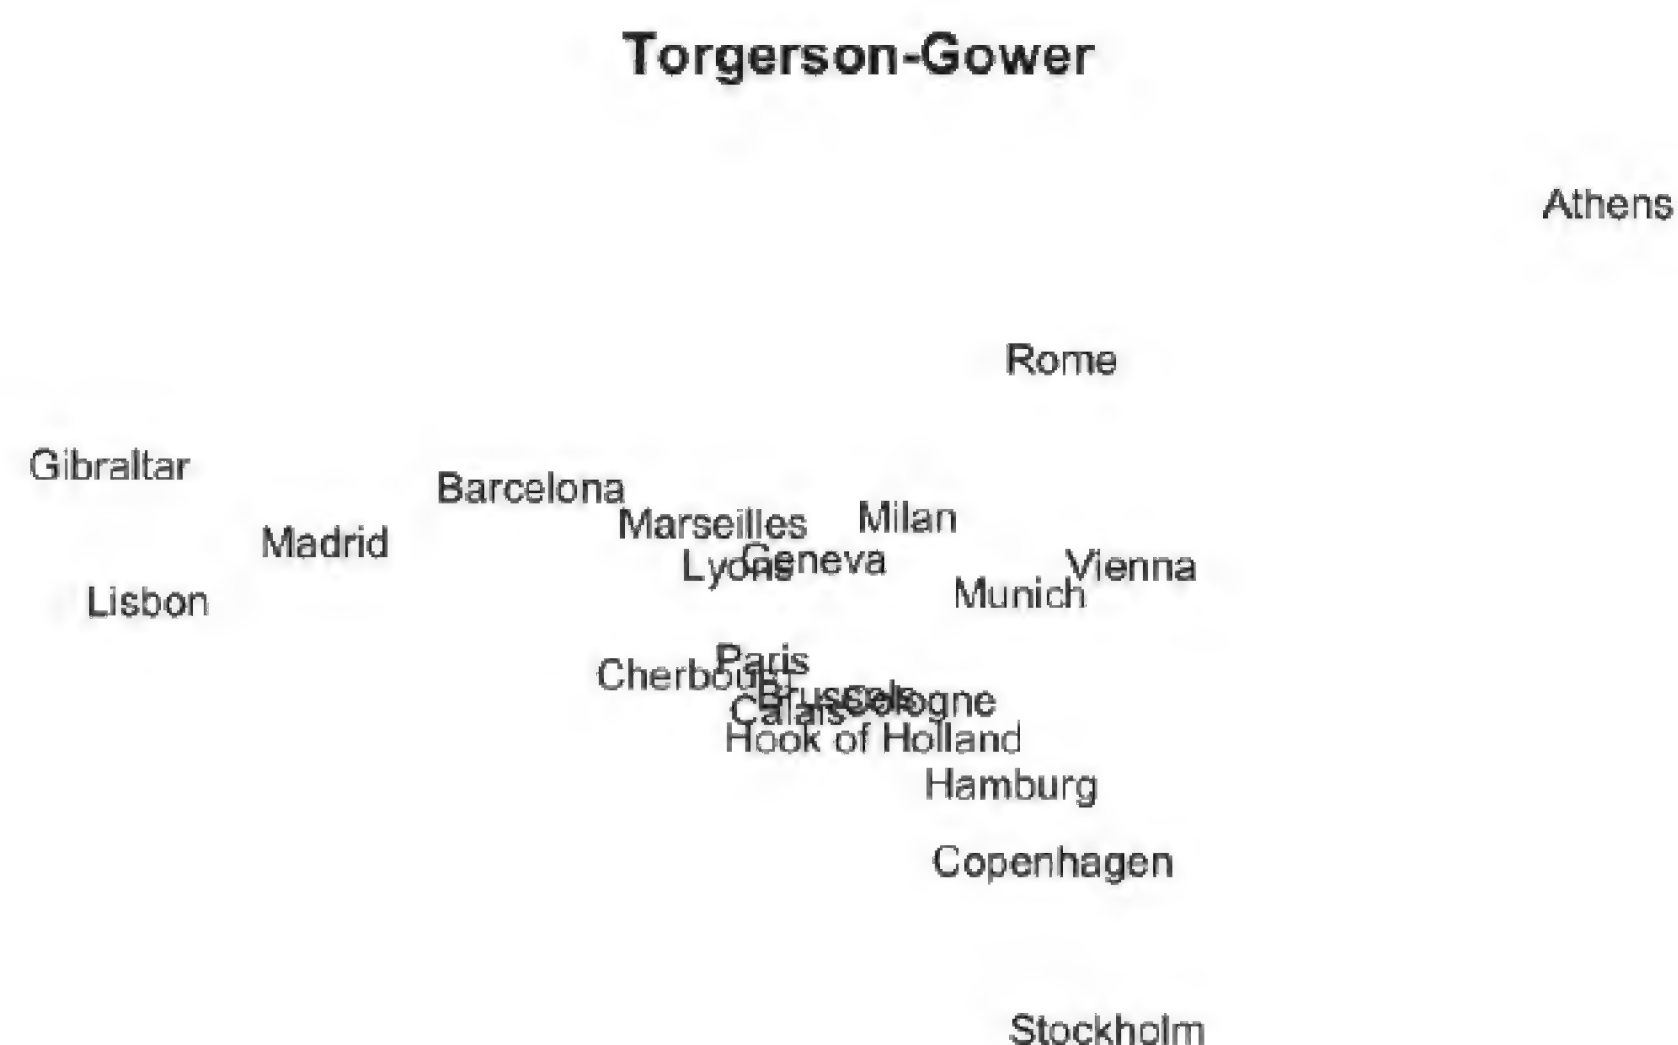 Torgerson-Gower
Athens
Rome
Gibraltar
Barcelona
Marseilles
Milan
Madrid
Lyons
Geneva
Vienna
Munich
Lisbon
Paris
Cherbourg
Brussels
Cologne
Calais
Hook of Holland
Hamburg
Copenhagen
Stockholm